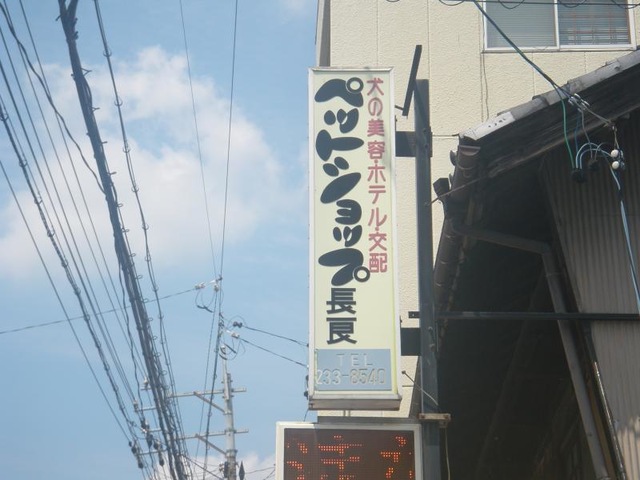 犬の美容・ホテル・交配
ペットショップ長良
TEL
233-8540
注